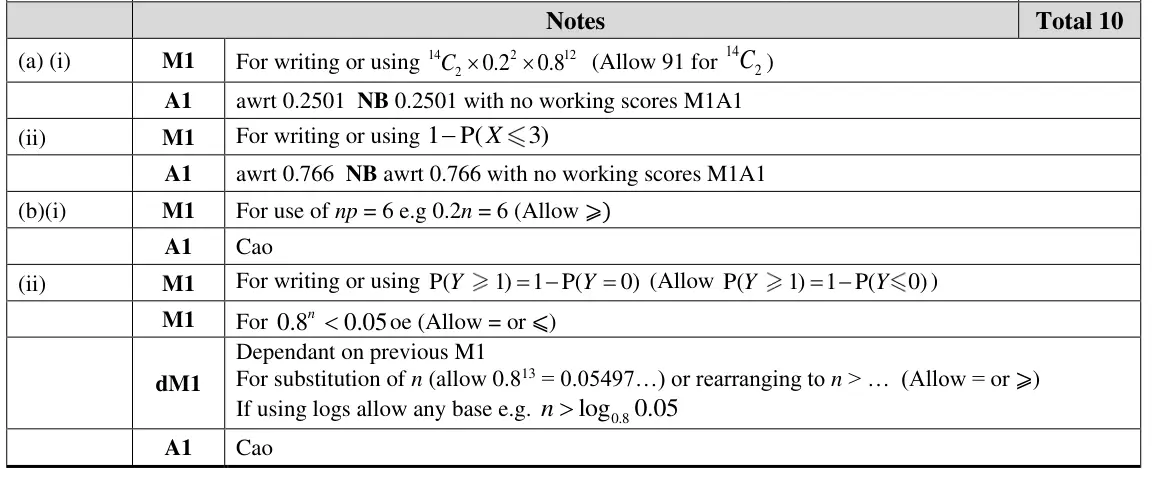 Notes Total 10
(a) (i) M1 For writing or using ¹⁴C₂ × 0.2² × 0.8¹² (Allow 91 for ¹⁴C₂ )
A1 awrt 0.2501 NB 0.2501 with no working scores M1A1
(ii) M1 For writing or using 1 – P( X ⩽ 3)
A1 awrt 0.766 NB awrt 0.766 with no working scores M1A1
(b)(i) M1 For use of np = 6 e.g 0.2n = 6 (Allow ⩾)
A1 Cao
(ii) M1 For writing or using P(Y ⩾ 1) = 1 – P(Y = 0) (Allow P(Y ⩾ 1) = 1 – P(Y⩽0) )
M1 For 0.8ⁿ < 0.05 oe (Allow = or ⩽)
Dependant on previous M1
dM1 For substitution of n (allow 0.8¹³ = 0.05497…) or rearranging to n > … (Allow = or ⩾)
If using logs allow any base e.g. n > log₀.₈ 0.05
A1 Cao